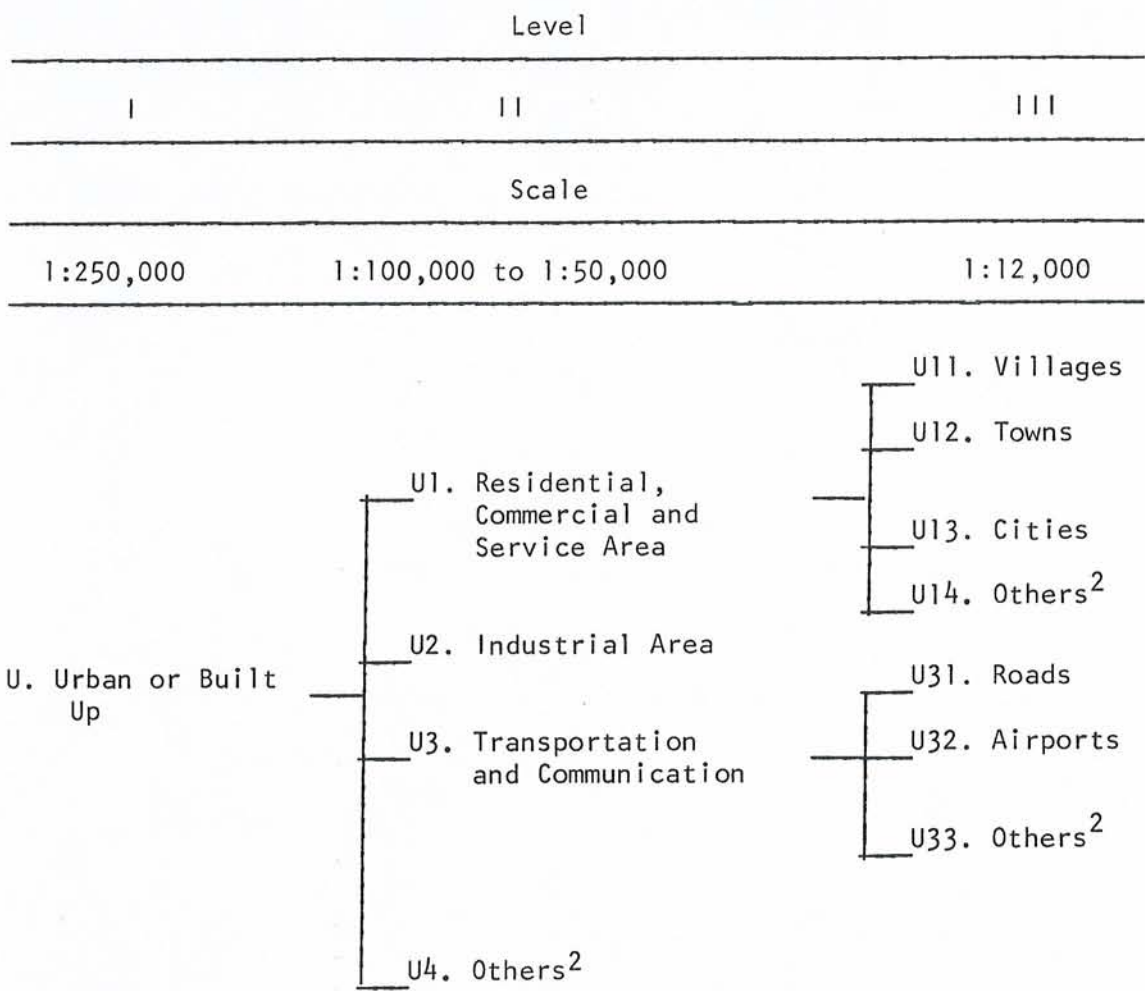 Level
I II III
Scale
1:250,000 1:100,000 to 1:50,000 1:12,000
U11. Villages
U12. Towns
U1. Residential,
Commercial and
Service Area
U13. Cities
U14. Others²
U2. Industrial Area
U. Urban or Built
Up
U31. Roads
U3. Transportation
and Communication
U32. Airports
U33. Others²
U4. Others²